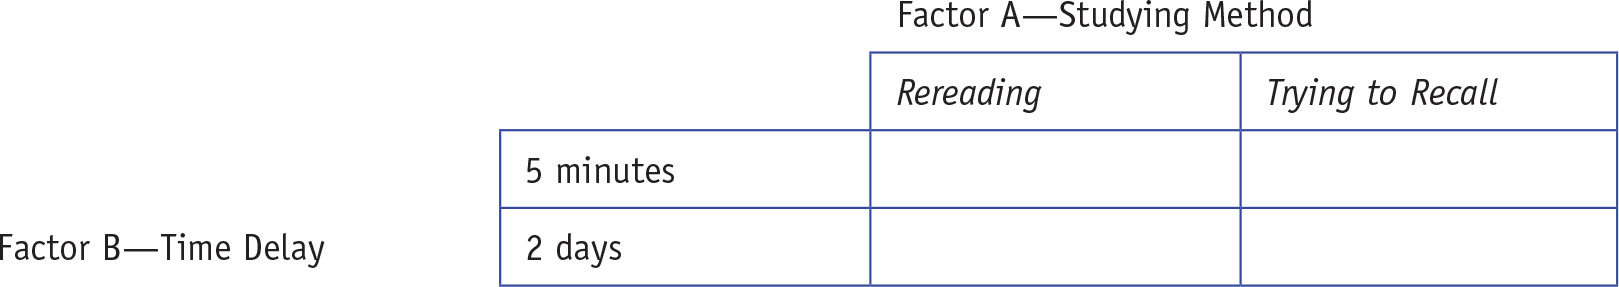 Factor A—Studying Method
Rereading Trying to Recall
5 minutes
Factor B—Time Delay 2 days